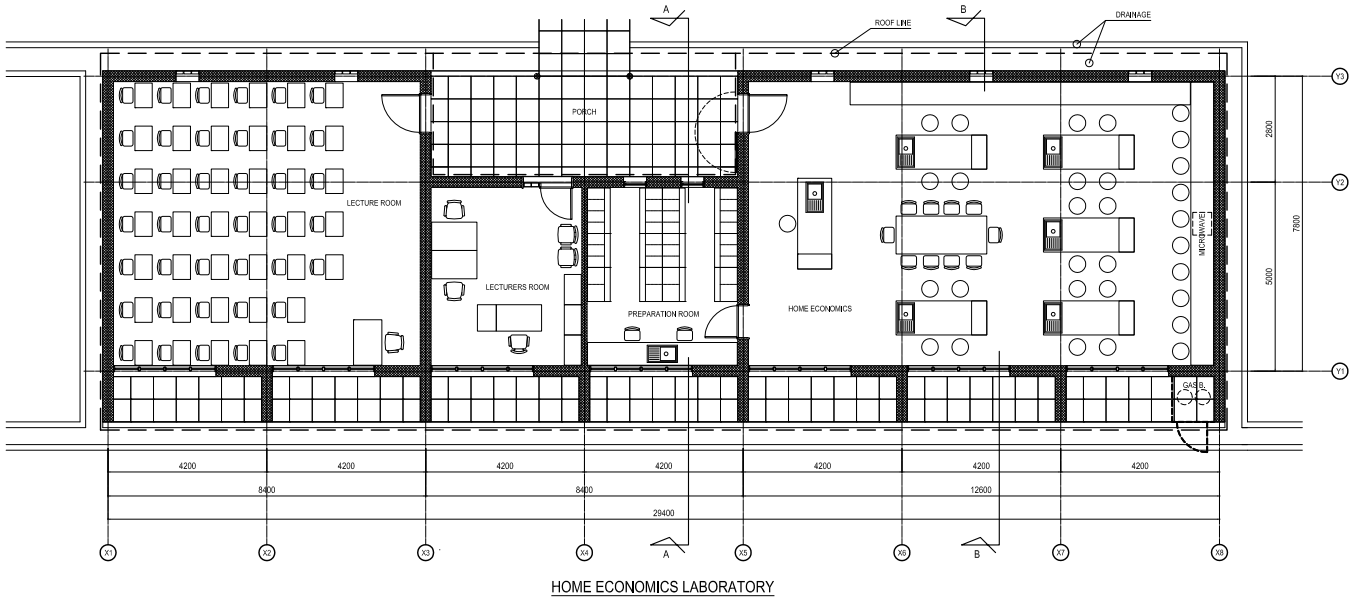 A
B
ROOF LINE
DRAINAGE
Y3
PORCH
2800
Y2
LECTURE ROOM
MICROWAVE
7800
LECTURERS ROOM
5000
PREPARATION ROOM
HOME ECONOMICS
Y1
GAS B.
4200
4200
4200
4200
4200
4200
4200
8400
8400
12600
29400
X1
X2
X3
X4
A
X5
X6
B
X7
X8
HOME ECONOMICS LABORATORY